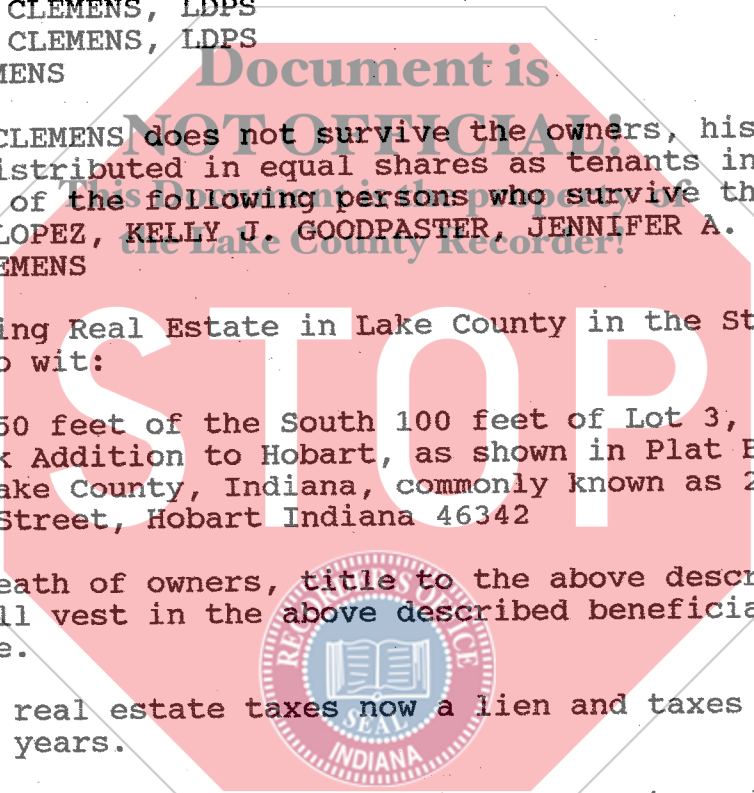 CLEMENS, LDPS
CLEMENS, LDPS
MENS
Document is
NOT OFFICIAL!
This Document is the property of
the Lake County Recorder!
CLEMENS does not survive the owners, his
istributed in equal shares as tenants in
of the following persons who survive th
LOPEZ, KELLY J. GOODPASTER, JENNIFER A.
EMENS
ing Real Estate in Lake County in the St
o wit:
STOP
50 feet of the South 100 feet of Lot 3,
k Addition to Hobart, as shown in Plat B
ake County, Indiana, commonly known as 2
Street, Hobart Indiana 46342
eath of owners, title to the above descr
ll vest in the above described beneficia
e.
RECORDER'S OFFICE
SEAL
INDIANA
real estate taxes now a lien and taxes
years.